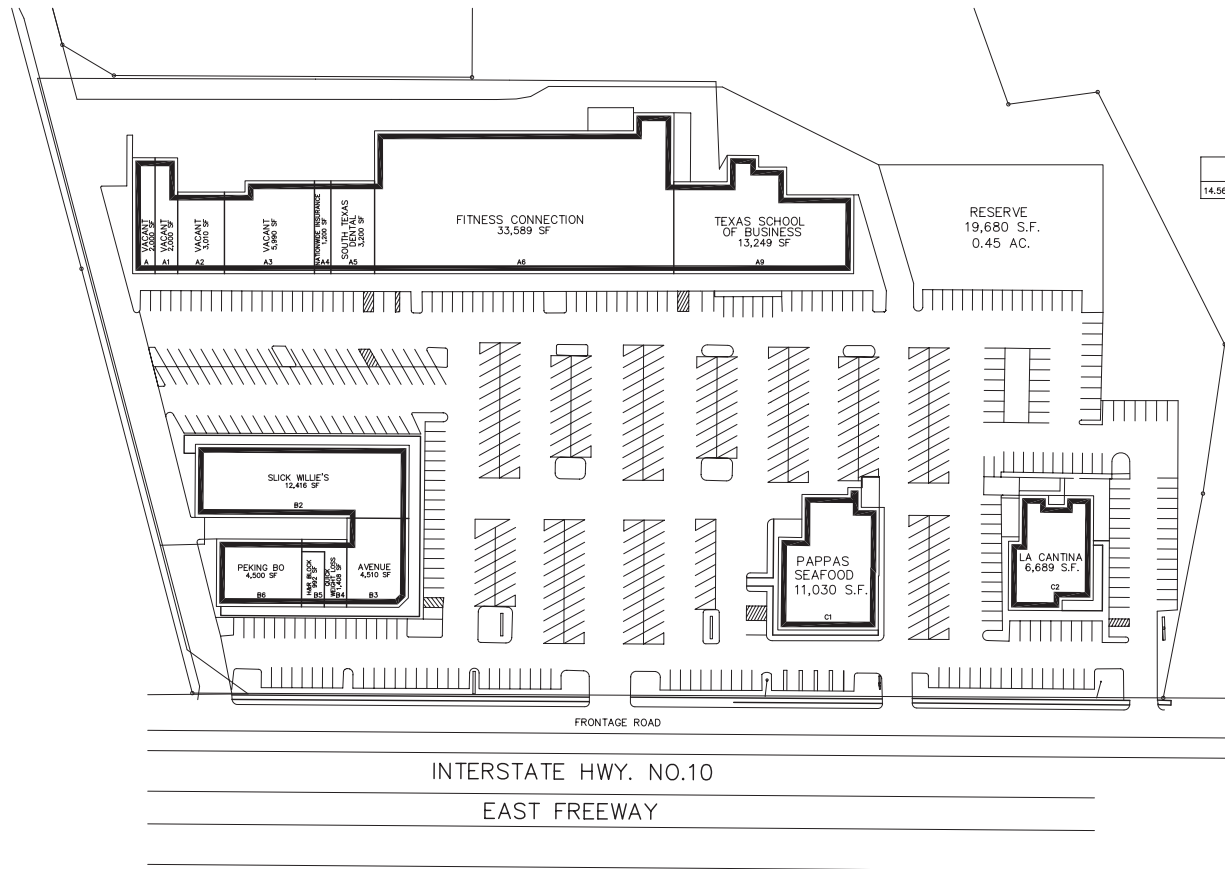 VACANT
2,000 SF
A
VACANT
2,000 SF
A1
VACANT
3,010 SF
A2
VACANT
5,990 SF
A3
NATIONWIDE INSURANCE
1,200 SF
A4
SOUTH TEXAS
DENTAL
3,200 SF
A5
FITNESS CONNECTION
33,589 SF
A6
TEXAS SCHOOL
OF BUSINESS
13,249 SF
A9
RESERVE
19,680 S.F.
0.45 AC.
14.56
SLICK WILLIE'S
12,416 SF
B2
PEKING BO
4,500 SF
B6
H&R BLOCK
992 SF
B5
QUICK
WEIGHT LOSS
1,408 SF
B4
AVENUE
4,510 SF
B3
PAPPAS
SEAFOOD
11,030 S.F.
C1
LA CANTINA
6,689 S.F.
C2
FRONTAGE ROAD
INTERSTATE HWY. NO.10
EAST FREEWAY